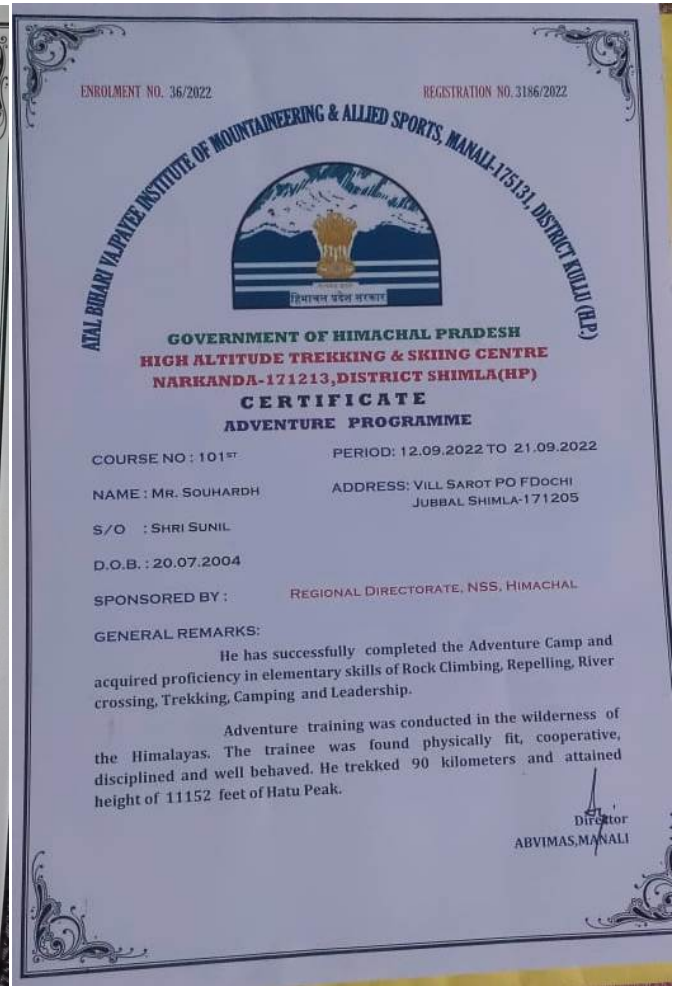 ENROLMENT NO. 36/2022
REGISTRATION NO. 3186/2022
ATAL BIHARI VAJPAYEE INSTITUTE OF MOUNTAINEERING & ALLIED SPORTS, MANALI-175131, DISTRICT KULLU (H.P.)
हिमाचल प्रदेश सरकार
GOVERNMENT OF HIMACHAL PRADESH
HIGH ALTITUDE TREKKING & SKIING CENTRE
NARKANDA-171213,DISTRICT SHIMLA(HP)
CERTIFICATE
ADVENTURE PROGRAMME
COURSE NO : 101ST
PERIOD: 12.09.2022 TO 21.09.2022
NAME : MR. SOUHARDH
ADDRESS: VILL SAROT PO FDOCHI
JUBBAL SHIMLA-171205
S/O : SHRI SUNIL
D.O.B. : 20.07.2004
SPONSORED BY : REGIONAL DIRECTORATE, NSS, HIMACHAL
GENERAL REMARKS:
He has successfully completed the Adventure Camp and
acquired proficiency in elementary skills of Rock Climbing, Repelling, River
crossing, Trekking, Camping and Leadership.
Adventure training was conducted in the wilderness of
the Himalayas. The trainee was found physically fit, cooperative,
disciplined and well behaved. He trekked 90 kilometers and attained
height of 11152 feet of Hatu Peak.
Director
ABVIMAS,MANALI